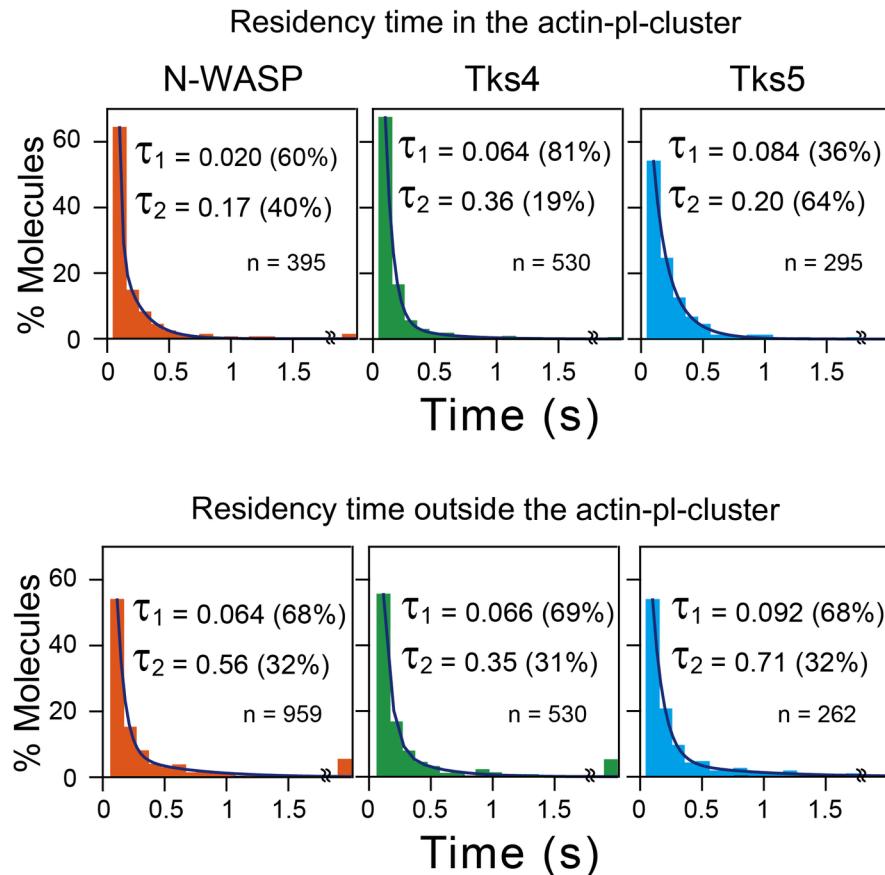 Residency time in the actin-pl-cluster
N-WASP Tks4 Tks5
% Molecules
60
40
20
0
τ1 = 0.020 (60%)
τ2 = 0.17 (40%)
n = 395
τ1 = 0.064 (81%)
τ2 = 0.36 (19%)
n = 530
τ1 = 0.084 (36%)
τ2 = 0.20 (64%)
n = 295
0 0.5 1 1.5 0 0.5 1 1.5 0 0.5 1 1.5
Time (s)
Residency time outside the actin-pl-cluster
% Molecules
60
40
20
0
τ1 = 0.064 (68%)
τ2 = 0.56 (32%)
n = 959
τ1 = 0.066 (69%)
τ2 = 0.35 (31%)
n = 530
τ1 = 0.092 (68%)
τ2 = 0.71 (32%)
n = 262
0 0.5 1 1.5 0 0.5 1 1.5 0 0.5 1 1.5
Time (s)